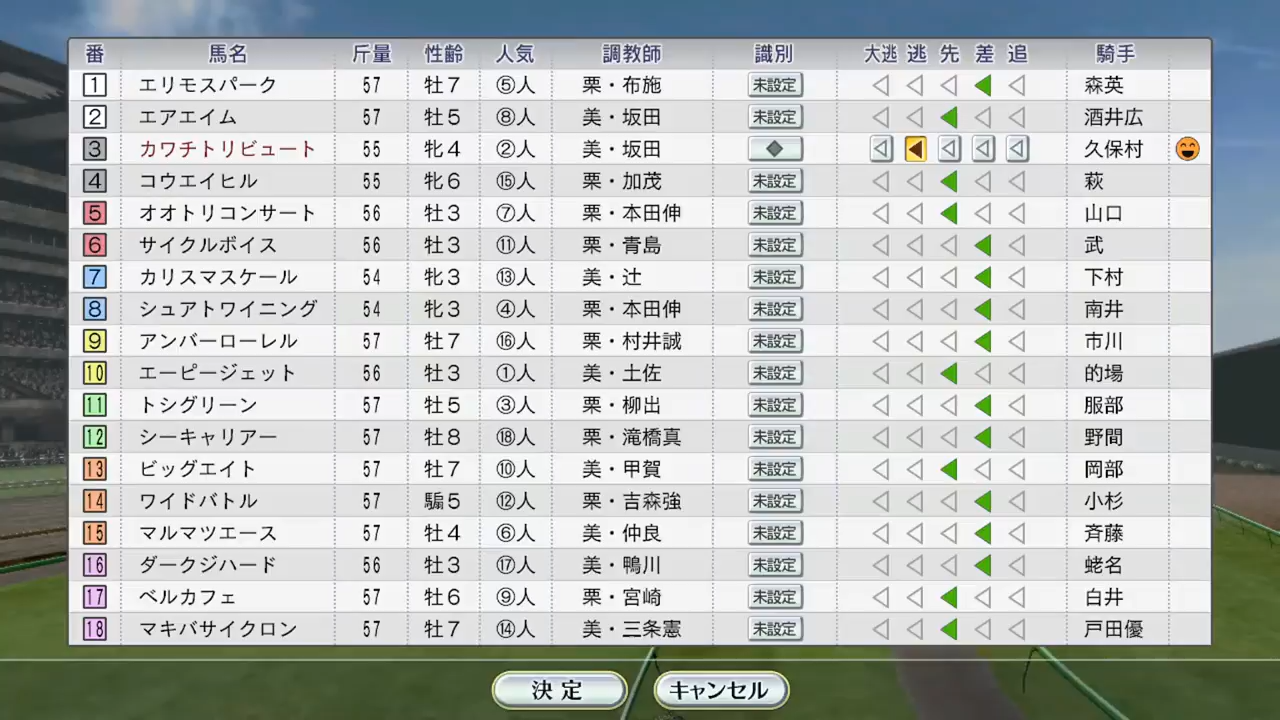 番 馬名 斤量 性齢 人気 調教師 識別 大逃 逃 先 差 追 騎手
1 エリモスパーク 57 牡7 ⑤人 栗・布施 未設定 森英
2 エアエイム 57 牡5 ⑧人 美・坂田 未設定 酒井広
3 カワチトリビュート 55 牝4 ②人 美・坂田 久保村
4 コウエイヒル 55 牝6 ⑮人 栗・加茂 未設定 萩
5 オオトリコンサート 56 牡3 ⑦人 栗・本田伸 未設定 山口
6 サイクルボイス 56 牡3 ⑪人 栗・青島 未設定 武
7 カリスマスケール 54 牝3 ⑬人 美・辻 未設定 下村
8 シュアトワイニング 54 牝3 ④人 栗・本田伸 未設定 南井
9 アンバーローレル 57 牡7 ⑯人 栗・村井誠 未設定 市川
10 エーピージェット 56 牡3 ①人 美・土佐 未設定 的場
11 トシグリーン 57 牡5 ③人 栗・柳出 未設定 服部
12 シーキャリアー 57 牡8 ⑱人 栗・滝橋真 未設定 野間
13 ビッグエイト 57 牡7 ⑩人 美・甲賀 未設定 岡部
14 ワイドバトル 57 騸5 ⑫人 栗・吉森強 未設定 小杉
15 マルマツエース 57 牡4 ⑥人 美・仲良 未設定 斉藤
16 ダークジハード 56 牡3 ⑰人 美・鴨川 未設定 蛯名
17 ベルカフェ 57 牡6 ⑨人 栗・宮崎 未設定 白井
18 マキバサイクロン 57 牡7 ⑭人 美・三条憲 未設定 戸田優
決定 キャンセル